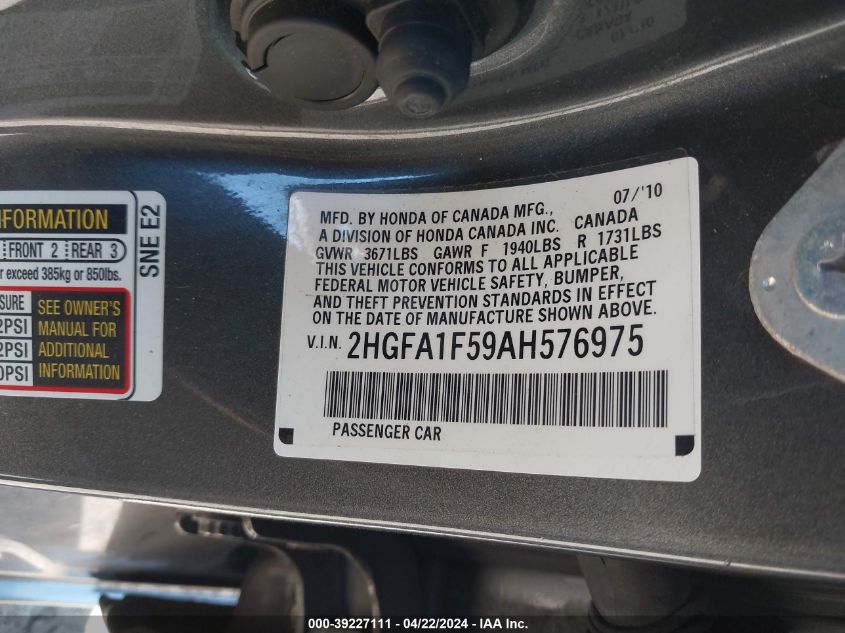 CANADA
07/'10
MFD. BY HONDA OF CANADA MFG.,
A DIVISION OF HONDA CANADA INC. CANADA
GVWR 3671LBS GAWR F 1940LBS R 1731LBS
THIS VEHICLE CONFORMS TO ALL APPLICABLE
FEDERAL MOTOR VEHICLE SAFETY, BUMPER,
AND THEFT PREVENTION STANDARDS IN EFFECT
ON THE DATE OF MANUFACTURE SHOWN ABOVE.
V.I.N. 2HGFA1F59AH576975
PASSENGER CAR
FRONT 2 REAR 3
exceed 385kg or 850lbs.
SEE OWNER'S
2PSI MANUAL FOR
2PSI ADDITIONAL
0PSI INFORMATION
SNE E2
000-39227111 - 04/22/2024 - IAA Inc.